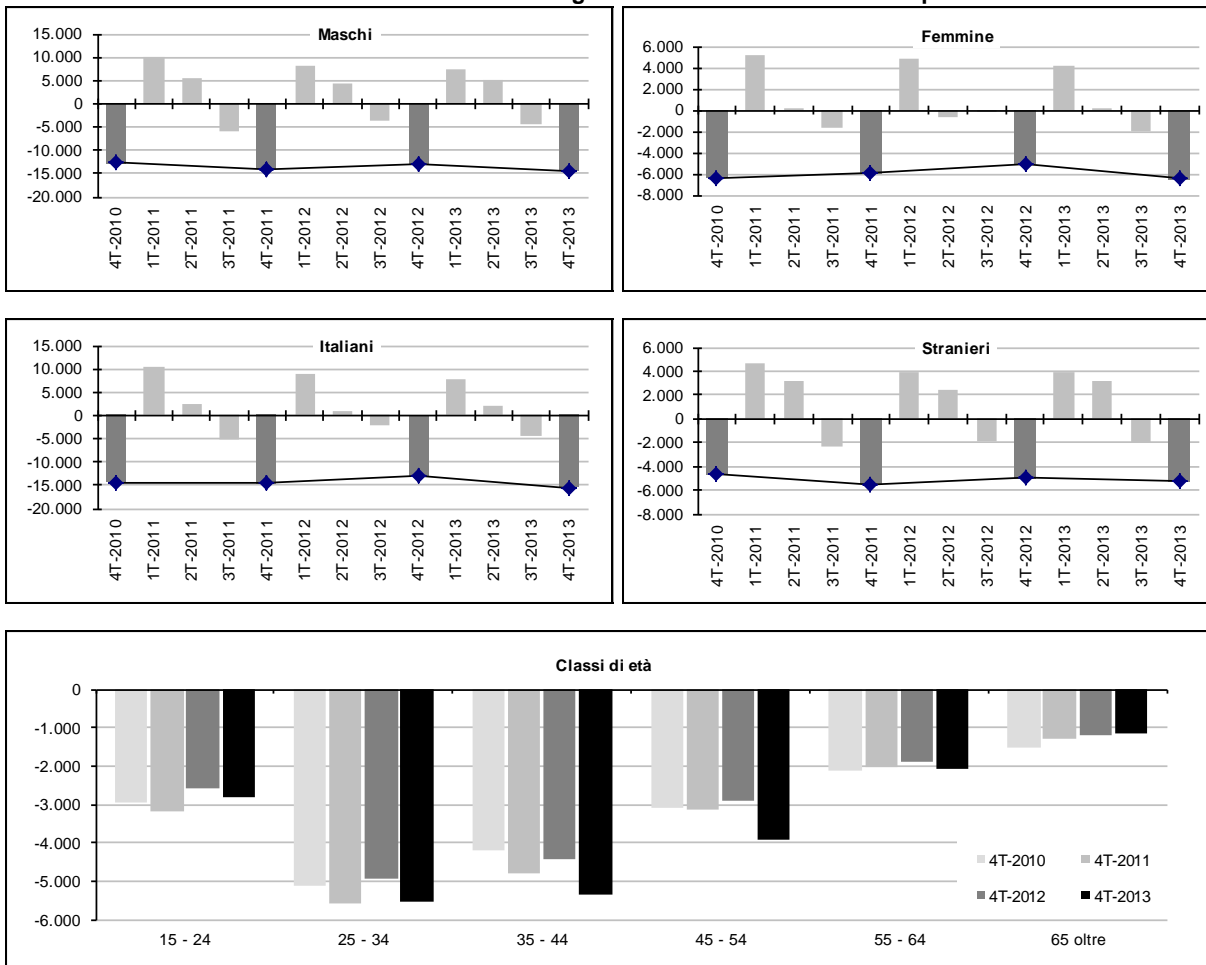 Maschi
15.000
10.000
5.000
0
-5.000
-10.000
-15.000
-20.000
4T-2010
1T-2011
2T-2011
3T-2011
4T-2011
1T-2012
2T-2012
3T-2012
4T-2012
1T-2013
2T-2013
3T-2013
4T-2013
Femmine
6.000
4.000
2.000
0
-2.000
-4.000
-6.000
-8.000
4T-2010
1T-2011
2T-2011
3T-2011
4T-2011
1T-2012
2T-2012
3T-2012
4T-2012
1T-2013
2T-2013
3T-2013
4T-2013
Italiani
15.000
10.000
5.000
0
-5.000
-10.000
-15.000
-20.000
4T-2010
1T-2011
2T-2011
3T-2011
4T-2011
1T-2012
2T-2012
3T-2012
4T-2012
1T-2013
2T-2013
3T-2013
4T-2013
Stranieri
6.000
4.000
2.000
0
-2.000
-4.000
-6.000
-8.000
4T-2010
1T-2011
2T-2011
3T-2011
4T-2011
1T-2012
2T-2012
3T-2012
4T-2012
1T-2013
2T-2013
3T-2013
4T-2013
Classi di età
0
-1.000
-2.000
-3.000
-4.000
-5.000
-6.000
4T-2010 4T-2011
4T-2012 4T-2013
15 - 24 25 - 34 35 - 44 45 - 54 55 - 64 65 oltre